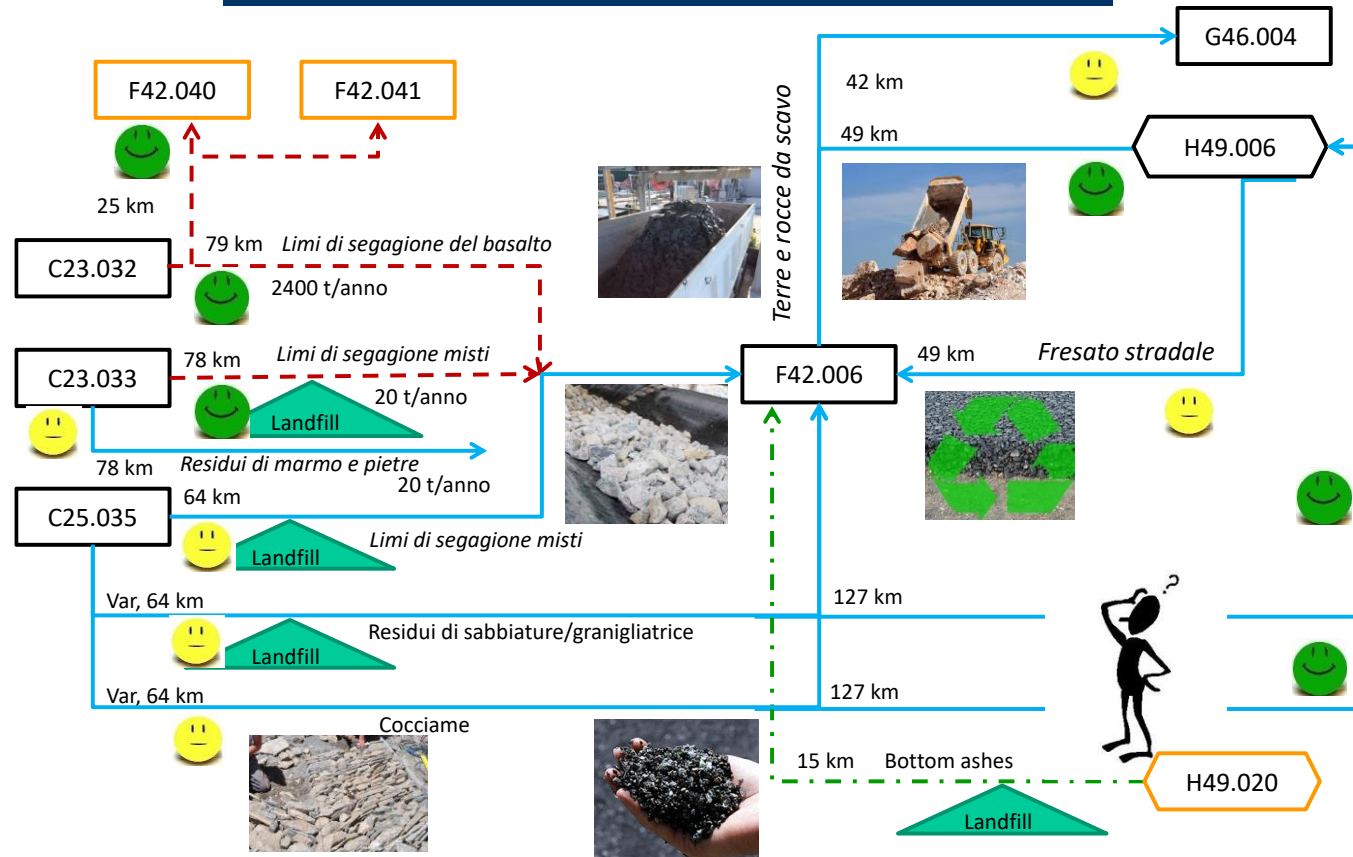 G46.004
F42.040
F42.041
42 km
Terre e rocce da scavo
49 km
H49.006
25 km
79 km
Limi di segagione del basalto
C23.032
2400 t/anno
78 km
Limi di segagione misti
C23.033
20 t/anno
Landfill
F42.006
49 km
Fresato stradale
78 km
Residui di marmo e pietre
20 t/anno
64 km
C25.035
Limi di segagione misti
Landfill
Var, 64 km
127 km
Residui di sabbiature/granigliatrice
Landfill
Var, 64 km
127 km
Cocciame
?
15 km
Bottom ashes
H49.020
Landfill